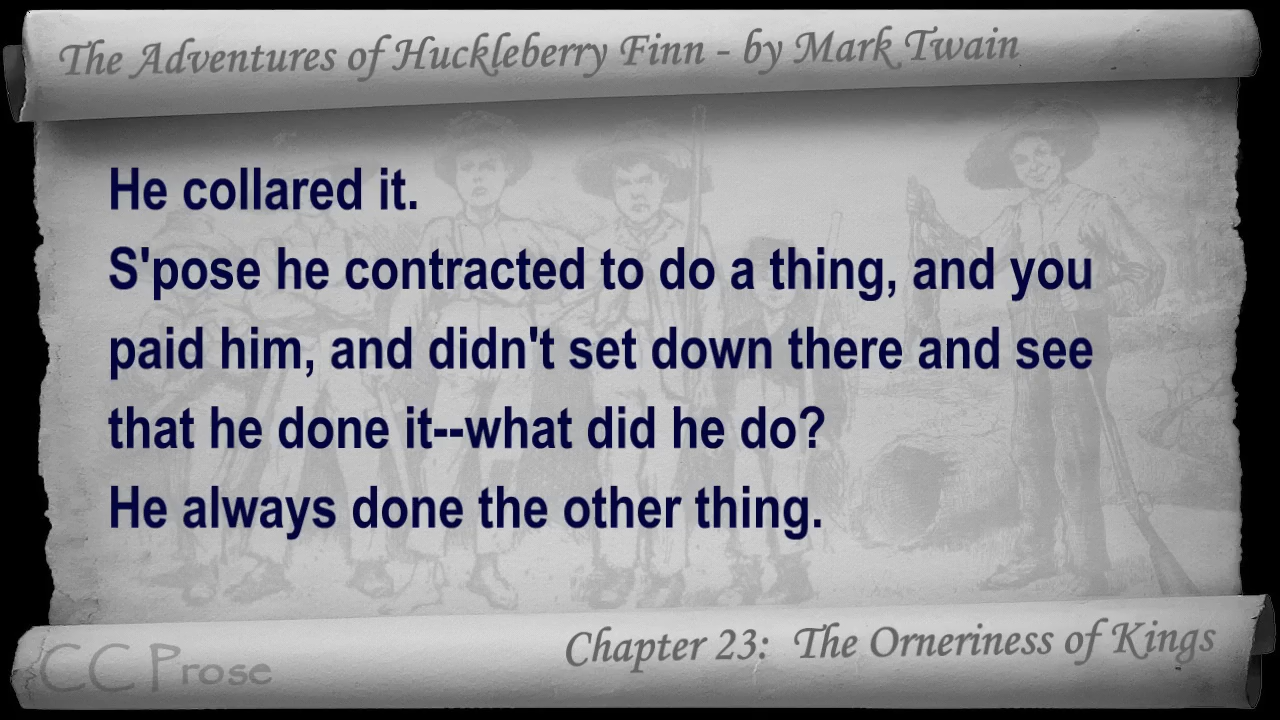 The Adventures of Huckleberry Finn - by Mark Twain
He collared it.
S'pose he contracted to do a thing, and you
paid him, and didn't set down there and see
that he done it--what did he do?
He always done the other thing.
CC Prose
Chapter 23: The Orneriness of Kings